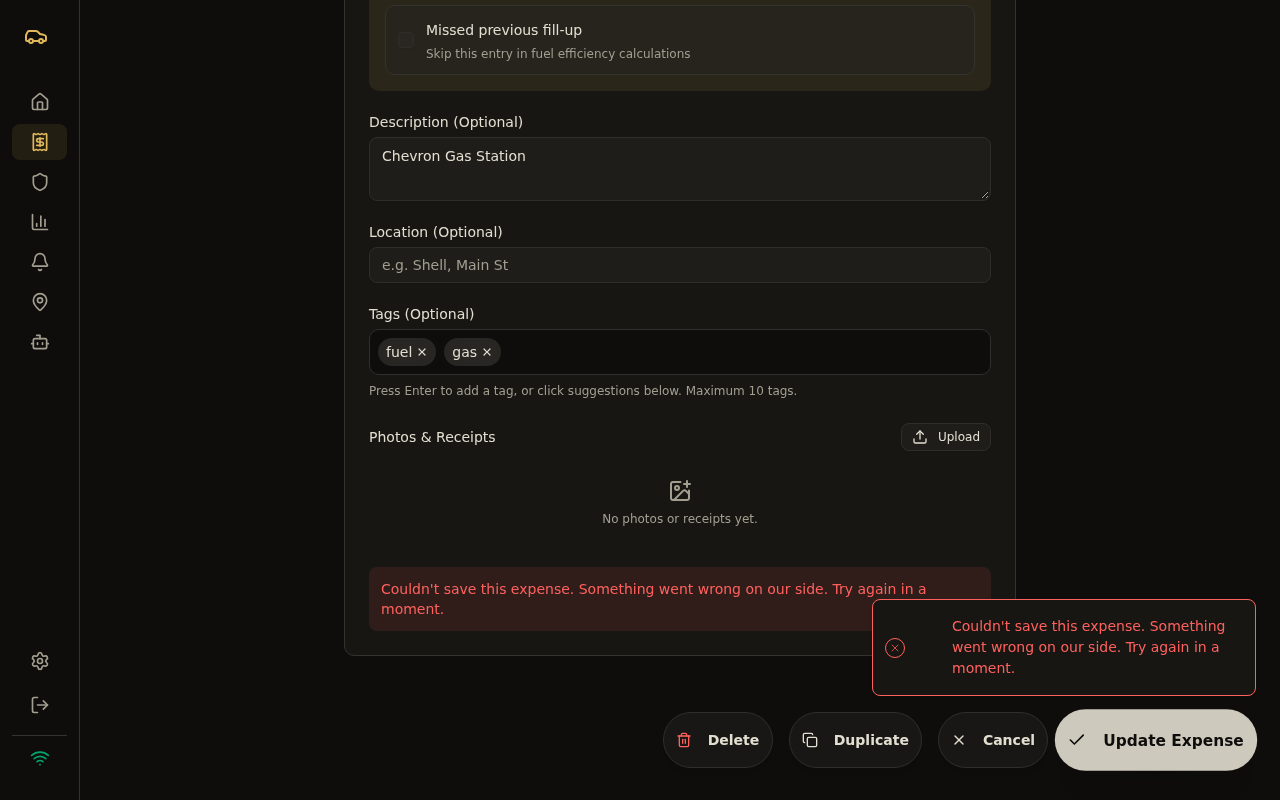 Missed previous fill-up
Skip this entry in fuel efficiency calculations
Description (Optional)
Chevron Gas Station
Location (Optional)
e.g. Shell, Main St
Tags (Optional)
fuel
gas
Press Enter to add a tag, or click suggestions below. Maximum 10 tags.
Photos & Receipts
Upload
No photos or receipts yet.
Couldn't save this expense. Something went wrong on our side. Try again in a
moment.
Couldn't save this expense. Something
went wrong on our side. Try again in a
moment.
Delete
Duplicate
Cancel
Update Expense